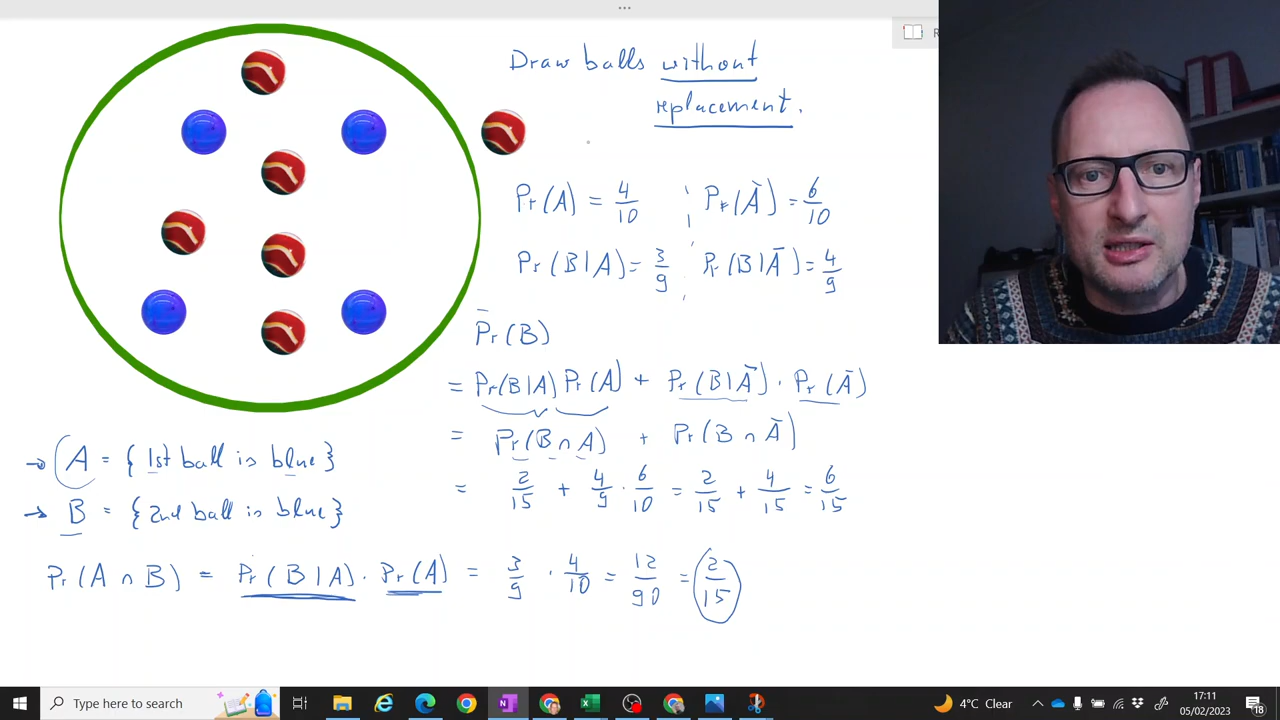 Draw balls without
replacement.
Pr(A) = 4/10 ; Pr(Ā) = 6/10
Pr(B|A) = 3/9 ; Pr(B|Ā) = 4/9
Pr(B)
= Pr(B|A) Pr(A) + Pr(B|Ā) · Pr(Ā)
= Pr(B ∩ A) + Pr(B ∩ Ā)
= 2/15 + 4/9 · 6/10 = 2/15 + 4/15 = 6/15
→ A = {1st ball is blue}
→ B = {2nd ball is blue}
Pr(A ∩ B) = Pr(B|A) · Pr(A) = 3/9 · 4/10 = 12/90 = 2/15
Type here to search
4°C Clear
17:11
05/02/2023
18